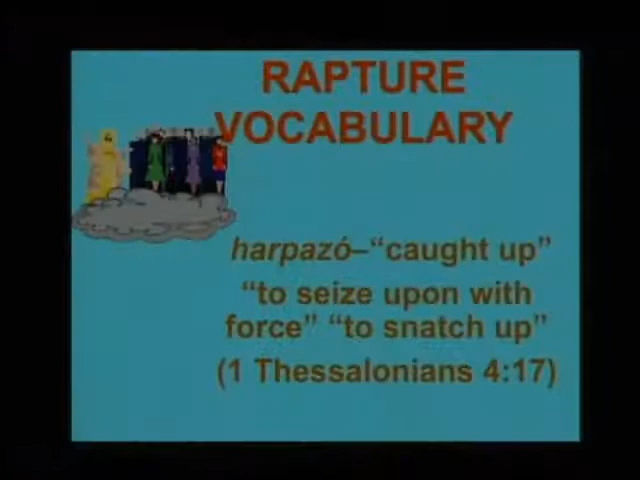 RAPTURE
VOCABULARY
harpazó–“caught up”
“to seize upon with
force” “to snatch up”
(1 Thessalonians 4:17)